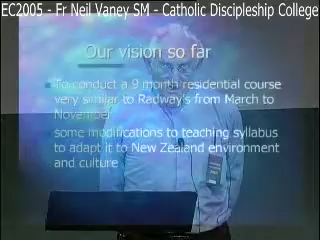 EC2005 - Fr Neil Vaney SM - Catholic Discipleship College
Our vision so far
To conduct a 9 month residential course
very similar to Radway's from March to
November
some modifications to teaching syllabus
to adapt it to New Zealand environment
and culture